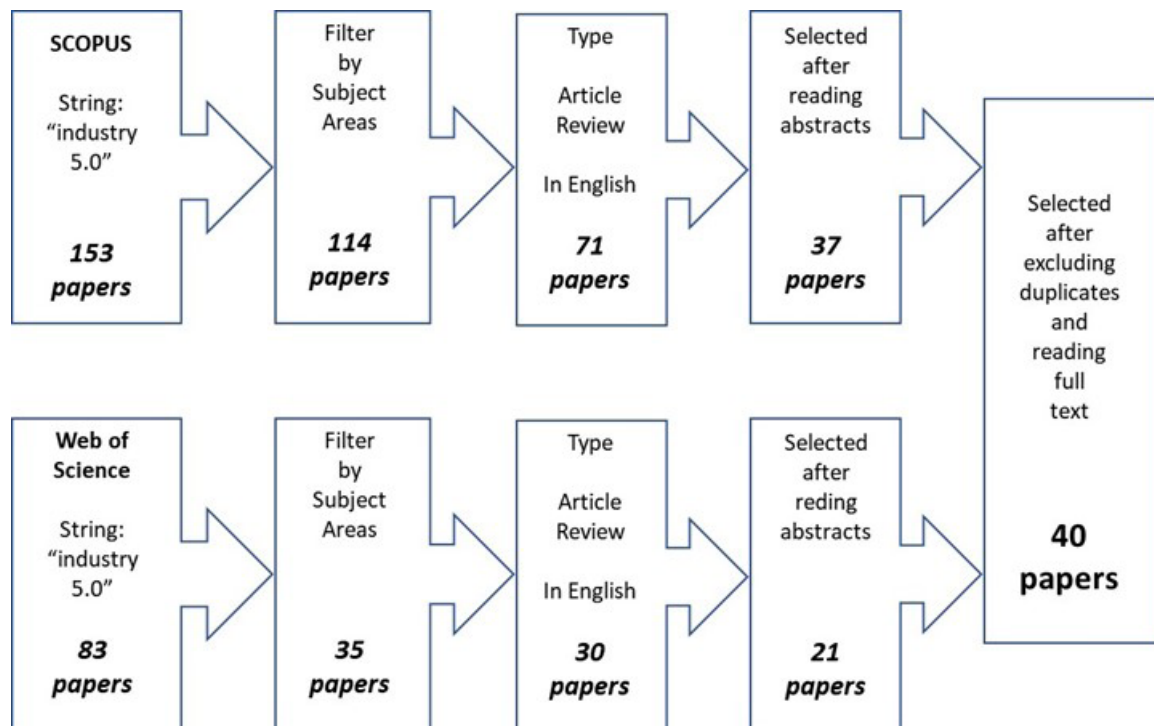 SCOPUS
String:
“industry
5.0”
153
papers
Filter
by
Subject
Areas
114
papers
Type
Article
Review
In English
71
papers
Selected
after
reading
abstracts
37
papers
Selected
after
excluding
duplicates
and
reading
full
text
40
papers
Web of
Science
String:
“industry
5.0”
83
papers
Filter
by
Subject
Areas
35
papers
Type
Article
Review
In English
30
papers
Selected
after
reding
abstracts
21
papers